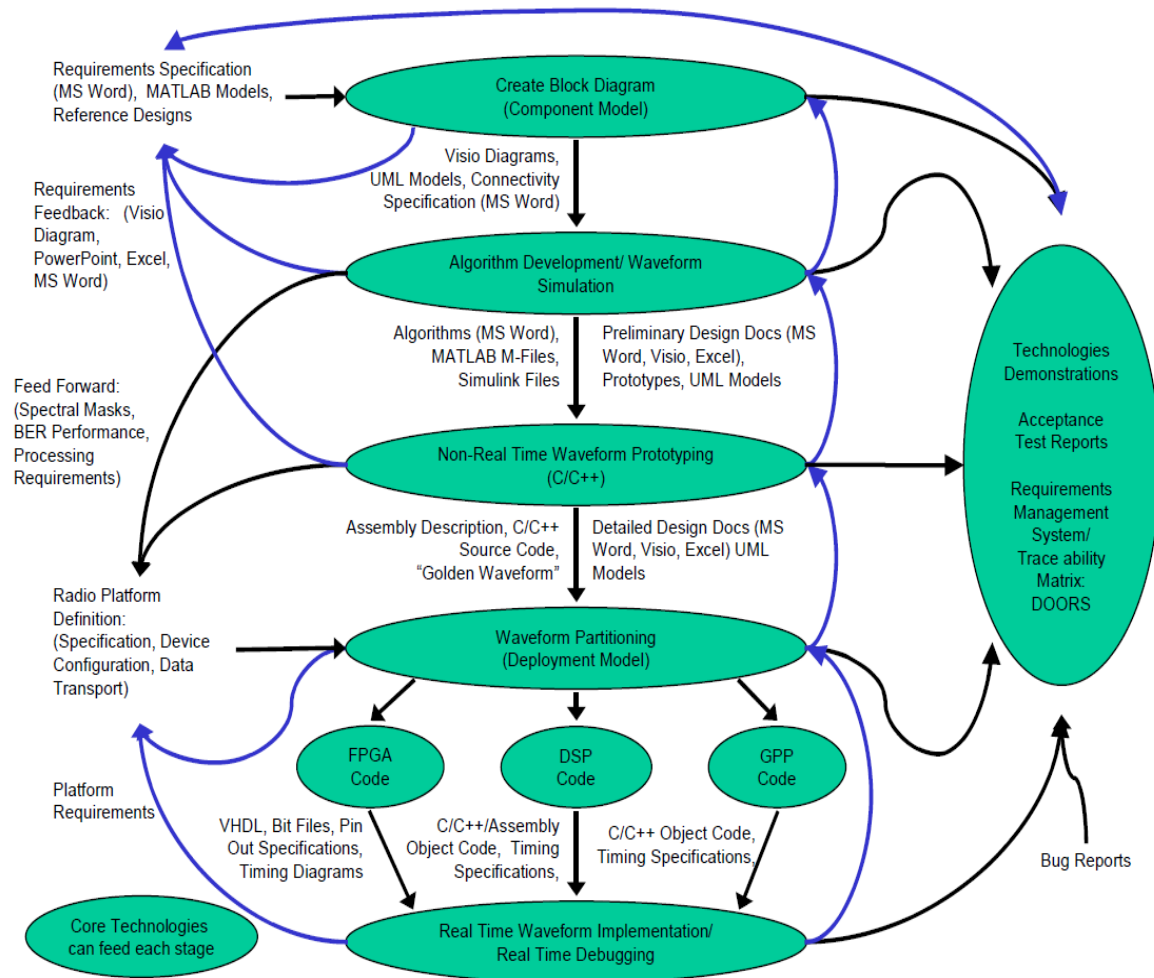 Requirements Specification
(MS Word), MATLAB Models,
Reference Designs
Create Block Diagram
(Component Model)
Visio Diagrams,
UML Models, Connectivity
Specification (MS Word)
Requirements
Feedback: (Visio
Diagram,
PowerPoint, Excel,
MS Word)
Algorithm Development/ Waveform
Simulation
Algorithms (MS Word),
MATLAB M-Files,
Simulink Files
Preliminary Design Docs (MS
Word, Visio, Excel),
Prototypes, UML Models
Technologies
Demonstrations
Acceptance
Test Reports
Requirements
Management
System/
Trace ability
Matrix:
DOORS
Feed Forward:
(Spectral Masks,
BER Performance,
Processing
Requirements)
Non-Real Time Waveform Prototyping
(C/C++)
Assembly Description, C/C++
Source Code,
“Golden Waveform”
Detailed Design Docs (MS
Word, Visio, Excel) UML
Models
Radio Platform
Definition:
(Specification, Device
Configuration, Data
Transport)
Waveform Partitioning
(Deployment Model)
FPGA
Code
DSP
Code
GPP
Code
Platform
Requirements
VHDL, Bit Files, Pin
Out Specifications,
Timing Diagrams
C/C++/Assembly
Object Code, Timing
Specifications,
C/C++ Object Code,
Timing Specifications,
Bug Reports
Core Technologies
can feed each stage
Real Time Waveform Implementation/
Real Time Debugging